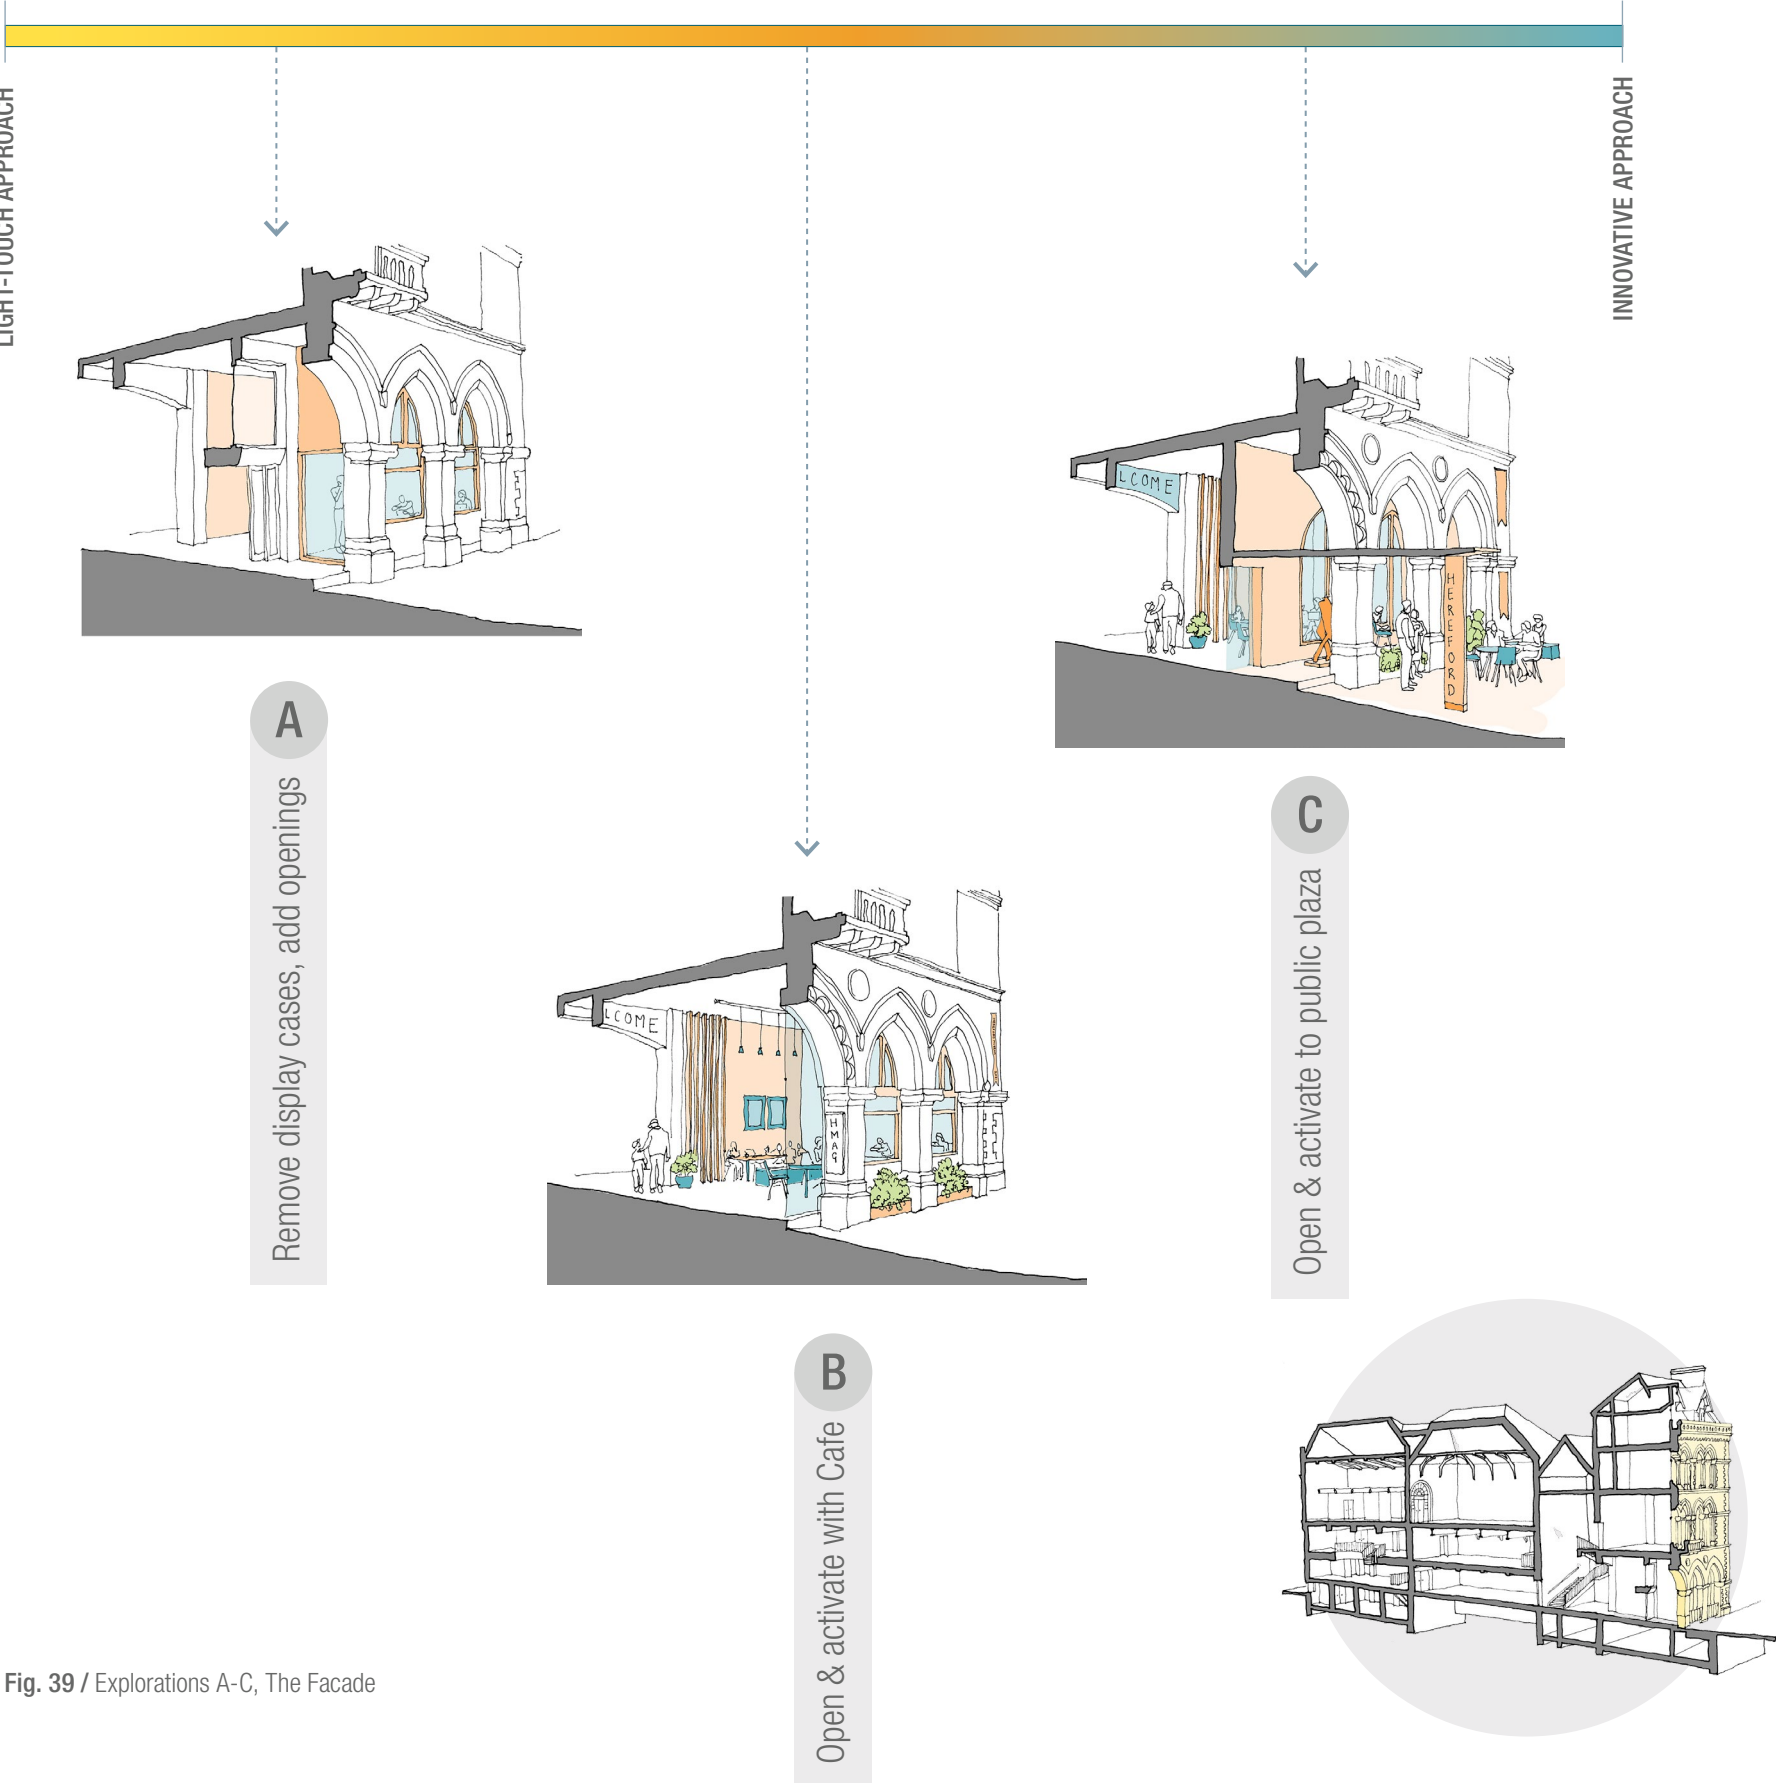 LIGHT-TOUCH APPROACH
INNOVATIVE APPROACH
A
Remove display cases, add openings
LCOME
HEREFORD
C
Open & activate to public plaza
LCOME
HMAG
B
Open & activate with Cafe
Fig. 39 / Explorations A-C, The Facade